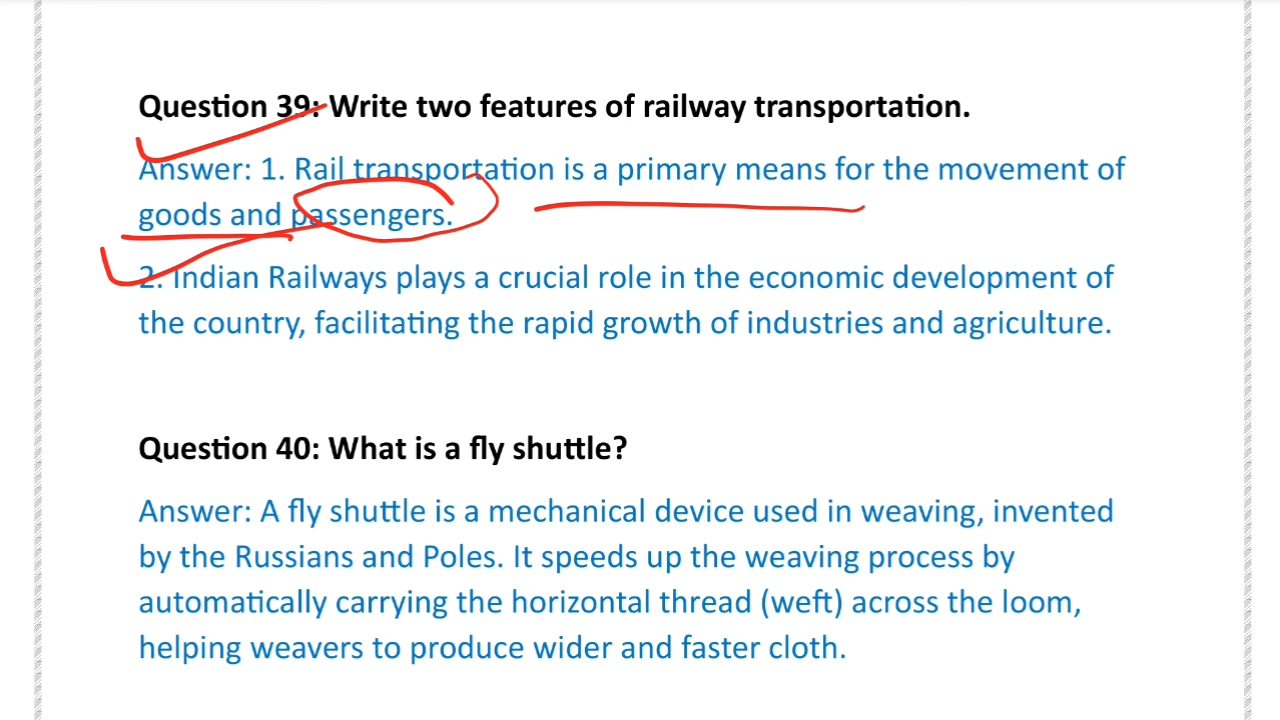 Question 39: Write two features of railway transportation.
Answer: 1. Rail transportation is a primary means for the movement of
goods and passengers.
2. Indian Railways plays a crucial role in the economic development of
the country, facilitating the rapid growth of industries and agriculture.
Question 40: What is a fly shuttle?
Answer: A fly shuttle is a mechanical device used in weaving, invented
by the Russians and Poles. It speeds up the weaving process by
automatically carrying the horizontal thread (weft) across the loom,
helping weavers to produce wider and faster cloth.